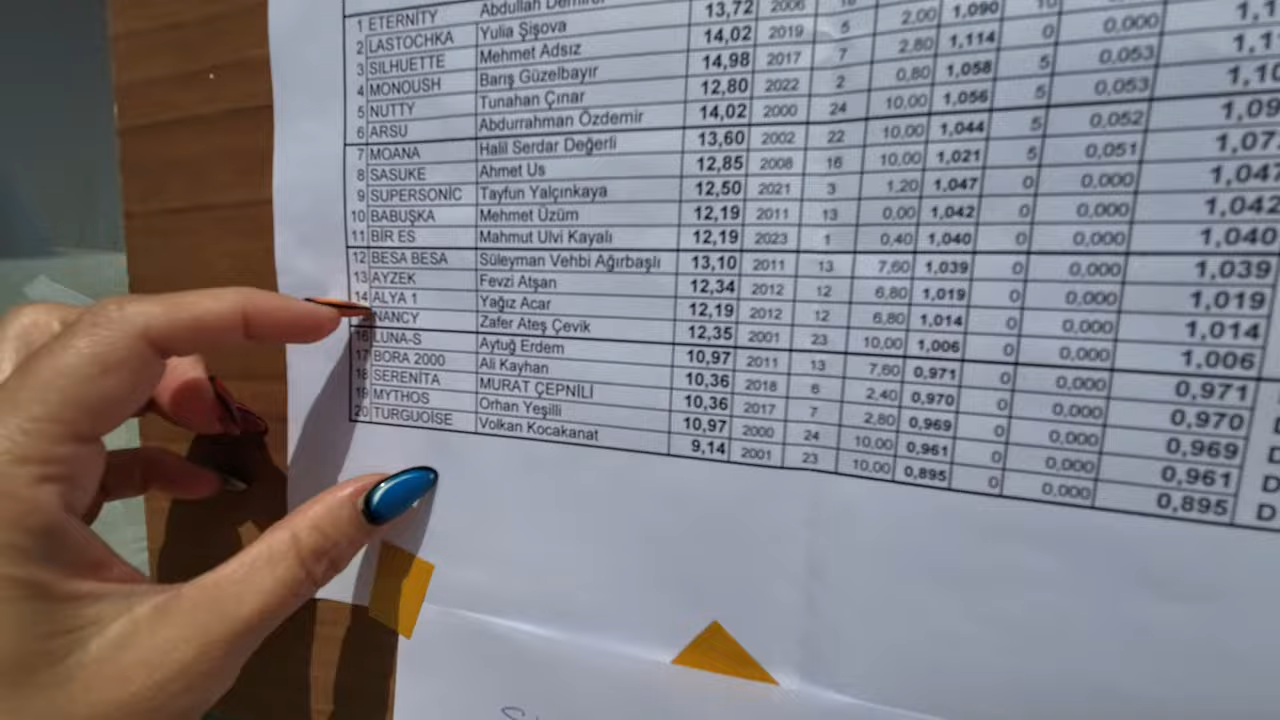 1 ETERNİTY Abdullah
2 LASTOCHKA Yulia Şişova 13,72 2006
3 SILHUETTE Mehmet Adsız 14,02 2019 5 2,00 1,090 10
4 MONOUSH Barış Güzelbayır 14,98 2017 7 2,80 1,114 0 0,000 1,1
5 NUTTY Tunahan Çınar 12,80 2022 2 0,80 1,058 5 0,053 1,1
6 ARSU Abdurrahman Özdemir 14,02 2000 24 10,00 1,056 5 0,053 1,10
7 MOANA Halil Serdar Değerli 13,60 2002 22 10,00 1,044 5 0,052 1,09
8 SASUKE Ahmet Us 12,85 2008 16 10,00 1,021 5 0,051 1,07
9 SUPERSONİC Tayfun Yalçınkaya 12,50 2021 3 1,20 1,047 0 0,000 1,047
10 BABUŞKA Mehmet Üzüm 12,19 2011 13 0,00 1,042 0 0,000 1,042
11 BİR ES Mahmut Ulvi Kayalı 12,19 2023 1 0,40 1,040 0 0,000 1,040
12 BESA BESA Süleyman Vehbi Ağırbaşlı 13,10 2011 13 7,60 1,039 0 0,000 1,039
13 AYZEK Fevzi Atşan 12,34 2012 12 6,80 1,019 0 0,000 1,019
14 ALYA 1 Yağız Acar 12,19 2012 12 6,80 1,014 0 0,000 1,014
NANCY Zafer Ateş Çevik 12,35 2001 23 10,00 1,006 0 0,000 1,006
16 LUNA-S Aytuğ Erdem 10,97 2011 13 7,60 0,971 0 0,000 0,971
17 BORA 2000 Ali Kayhan 10,36 2018 6 2,40 0,970 0 0,000 0,970
18 SERENİTA MURAT ÇEPNİLİ 10,36 2017 7 2,80 0,969 0 0,000 0,969 D
19 MYTHOS Orhan Yeşilli 10,97 2000 24 10,00 0,961 0 0,000 0,961 D
20 TURGUOİSE Volkan Kocakanat 9,14 2001 23 10,00 0,895 0 0,000 0,895 D